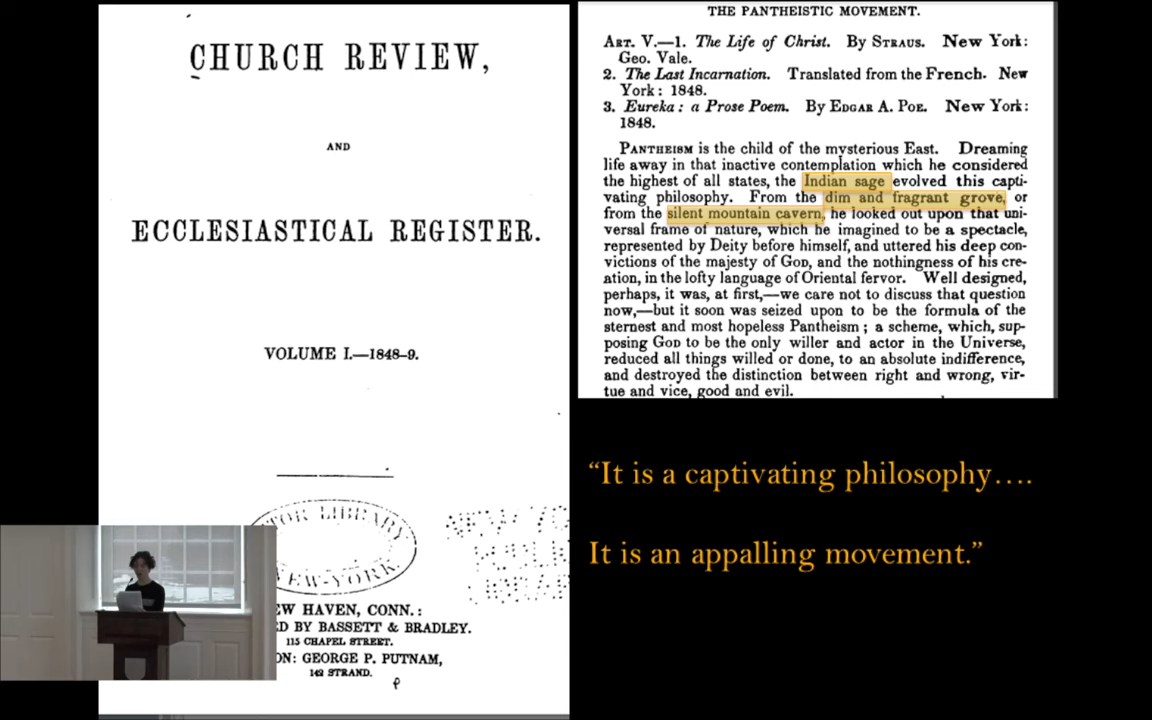 CHURCH REVIEW,
AND
ECCLESIASTICAL REGISTER.
VOLUME I.—1848-9.
TOR LIBRARY
NEW-YORK.
EW HAVEN, CONN.:
D BY BASSETT & BRADLEY.
115 CHAPEL STREET.
ON: GEORGE P. PUTNAM,
142 STRAND.
THE PANTHEISTIC MOVEMENT.
ART. V.—1. The Life of Christ. By STRAUS. New York:
Geo. Vale.
2. The Last Incarnation. Translated from the French. New
York: 1848.
3. Eureka: a Prose Poem. By EDGAR A. POE. New York:
1848.
PANTHEISM is the child of the mysterious East. Dreaming
life away in that inactive contemplation which he considered
the highest of all states, the Indian sage evolved this capti-
vating philosophy. From the dim and fragrant grove, or
from the silent mountain cavern, he looked out upon that uni-
versal frame of nature, which he imagined to be a spectacle,
represented by Deity before himself, and uttered his deep con-
victions of the majesty of GOD, and the nothingness of his cre-
ation, in the lofty language of Oriental fervor. Well designed,
perhaps, it was, at first,—we care not to discuss that question
now,—but it soon was seized upon to be the formula of the
sternest and most hopeless Pantheism; a scheme, which, sup-
posing GOD to be the only willer and actor in the Universe,
reduced all things willed or done, to an absolute indifference,
and destroyed the distinction between right and wrong, vir-
tue and vice, good and evil.
“It is a captivating philosophy….
It is an appalling movement.”